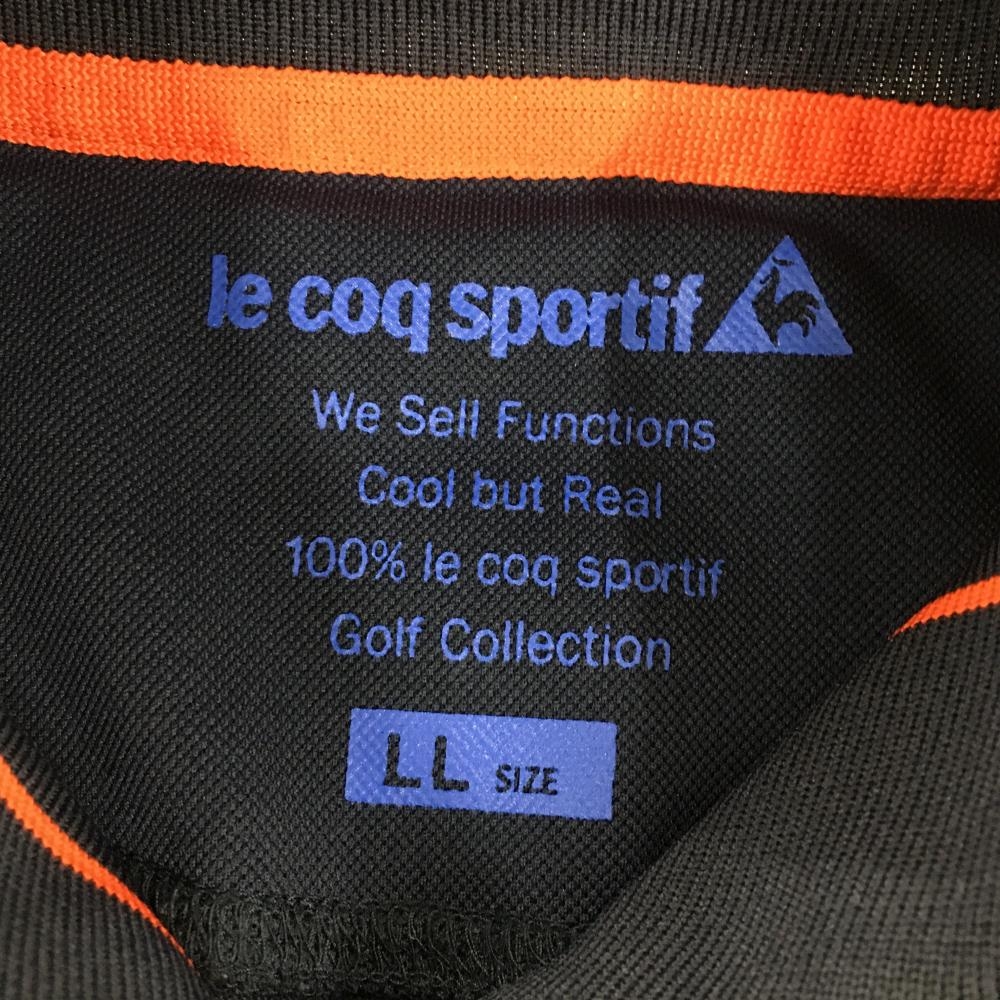 le coq sportif
We Sell Functions
Cool but Real
100% le coq sportif
Golf Collection
LL SIZE